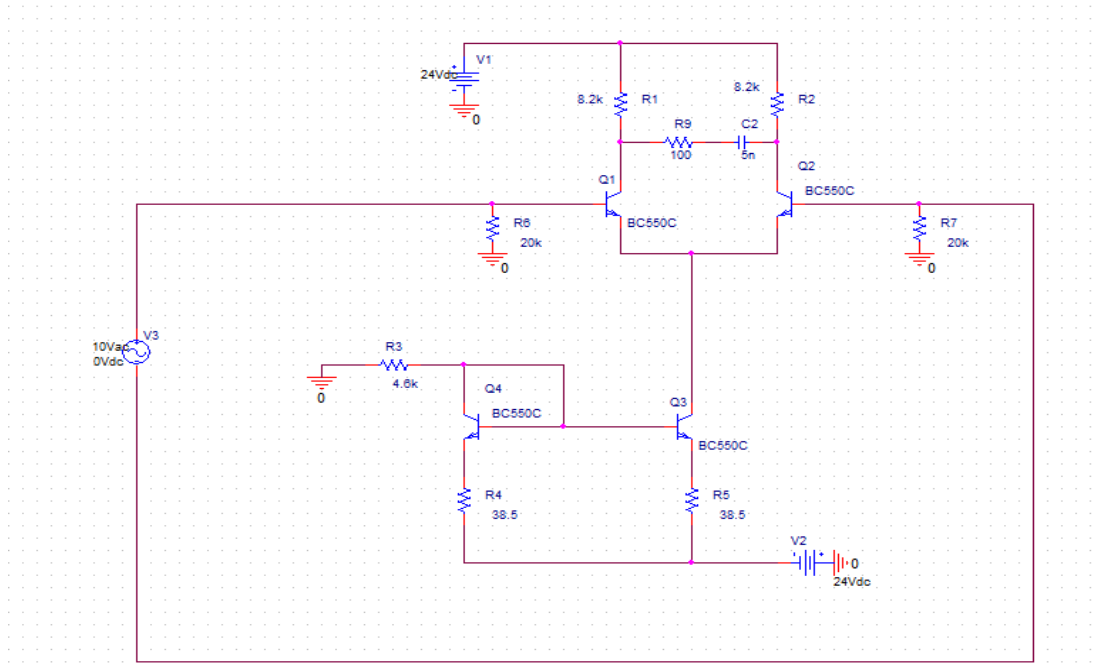 V1
24Vdc
0
8.2k
R1
8.2k
R2
R9
100
C2
5n
Q1
BC550C
Q2
BC550C
R6
20k
0
R7
20k
0
V3
10Vac
0Vdc
R3
4.6k
0
Q4
BC550C
Q3
BC550C
R4
38.5
R5
38.5
V2
0
24Vdc